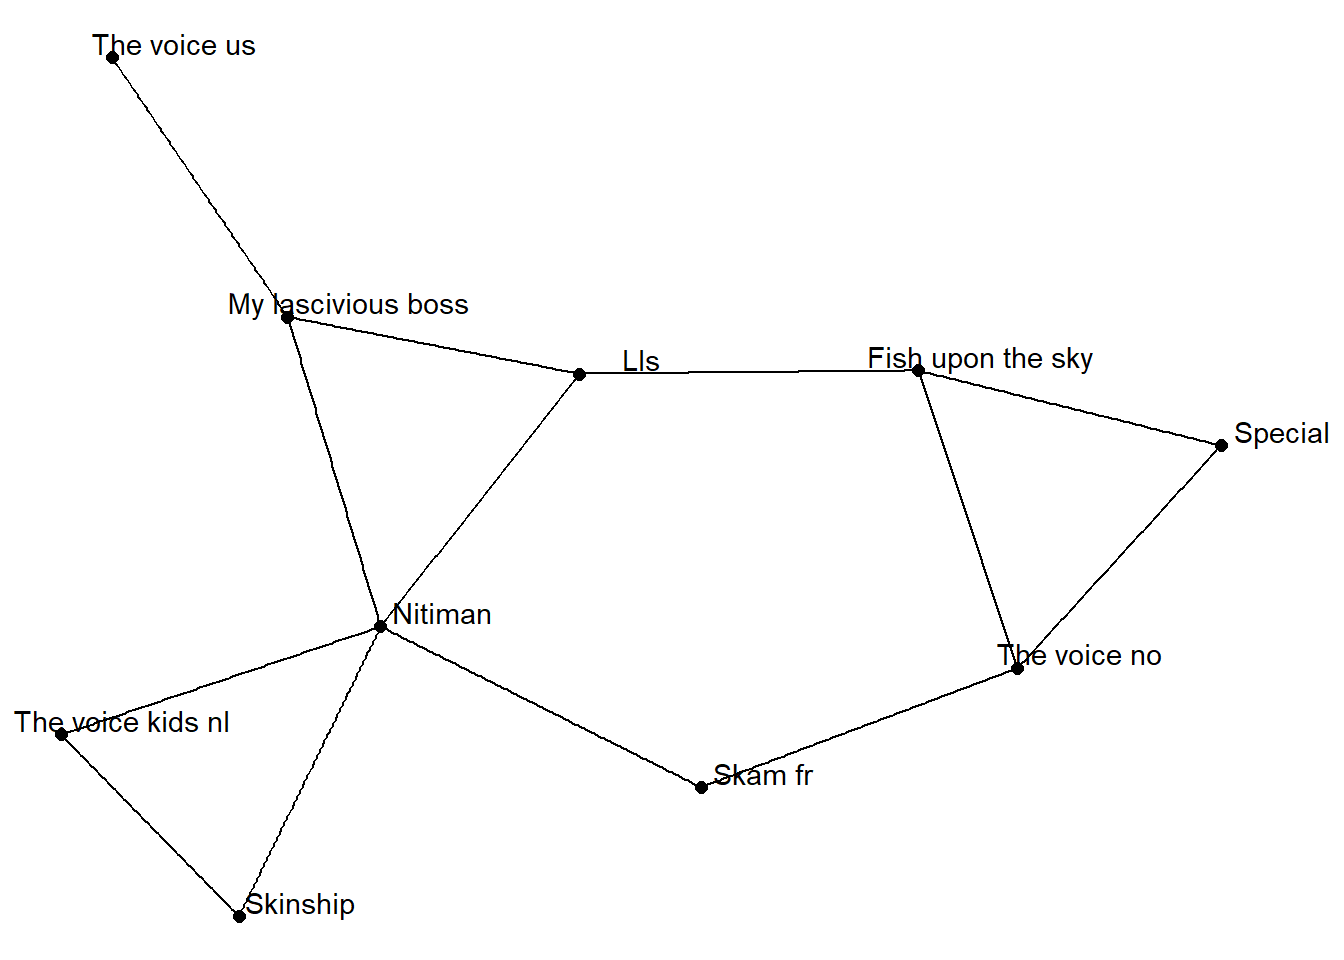 The voice us
My lascivious boss
Lls
Fish upon the sky
Special
Nitiman
The voice no
The voice kids nl
Skam fr
Skinship